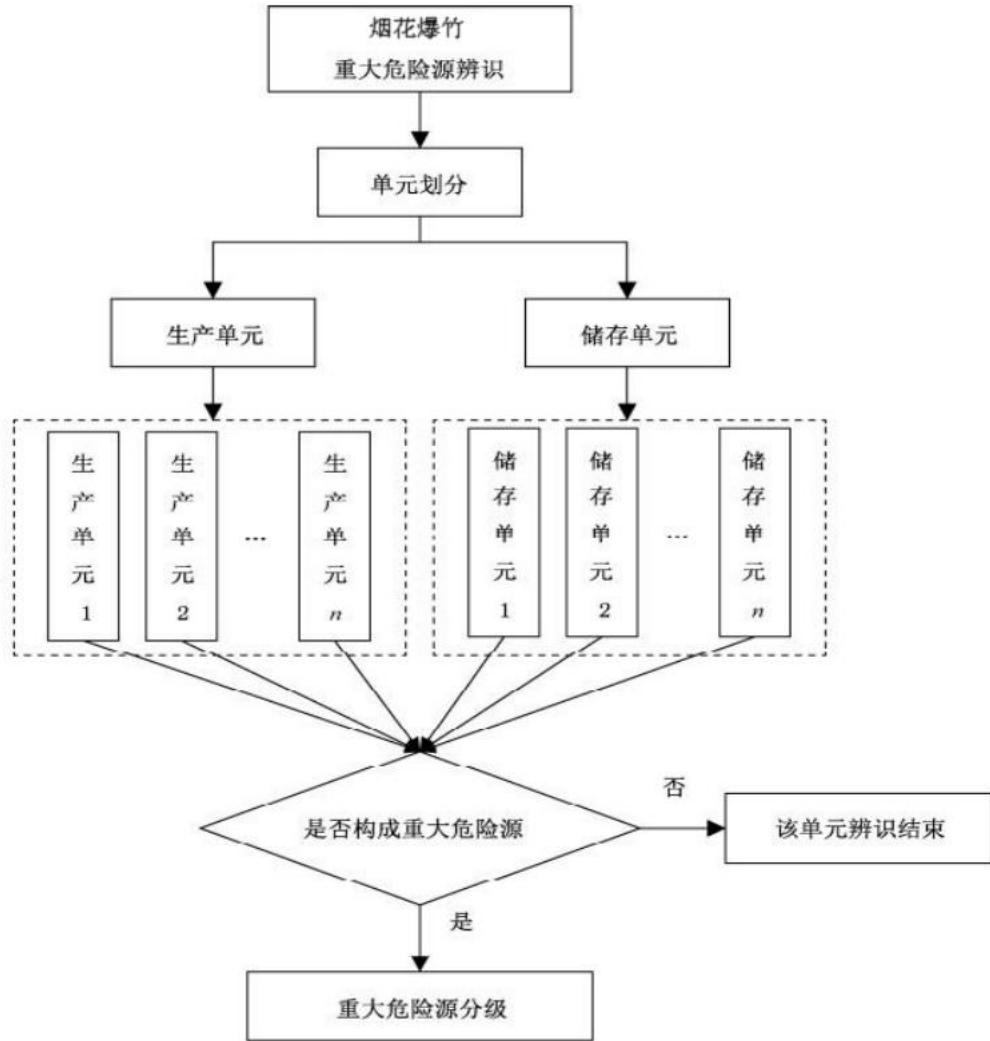 烟花爆竹
重大危险源辨识
单元划分
生产单元
储存单元
生产单元1
生产单元2
…
生产单元n
储存单元1
储存单元2
…
储存单元n
是否构成重大危险源
否
该单元辨识结束
是
重大危险源分级